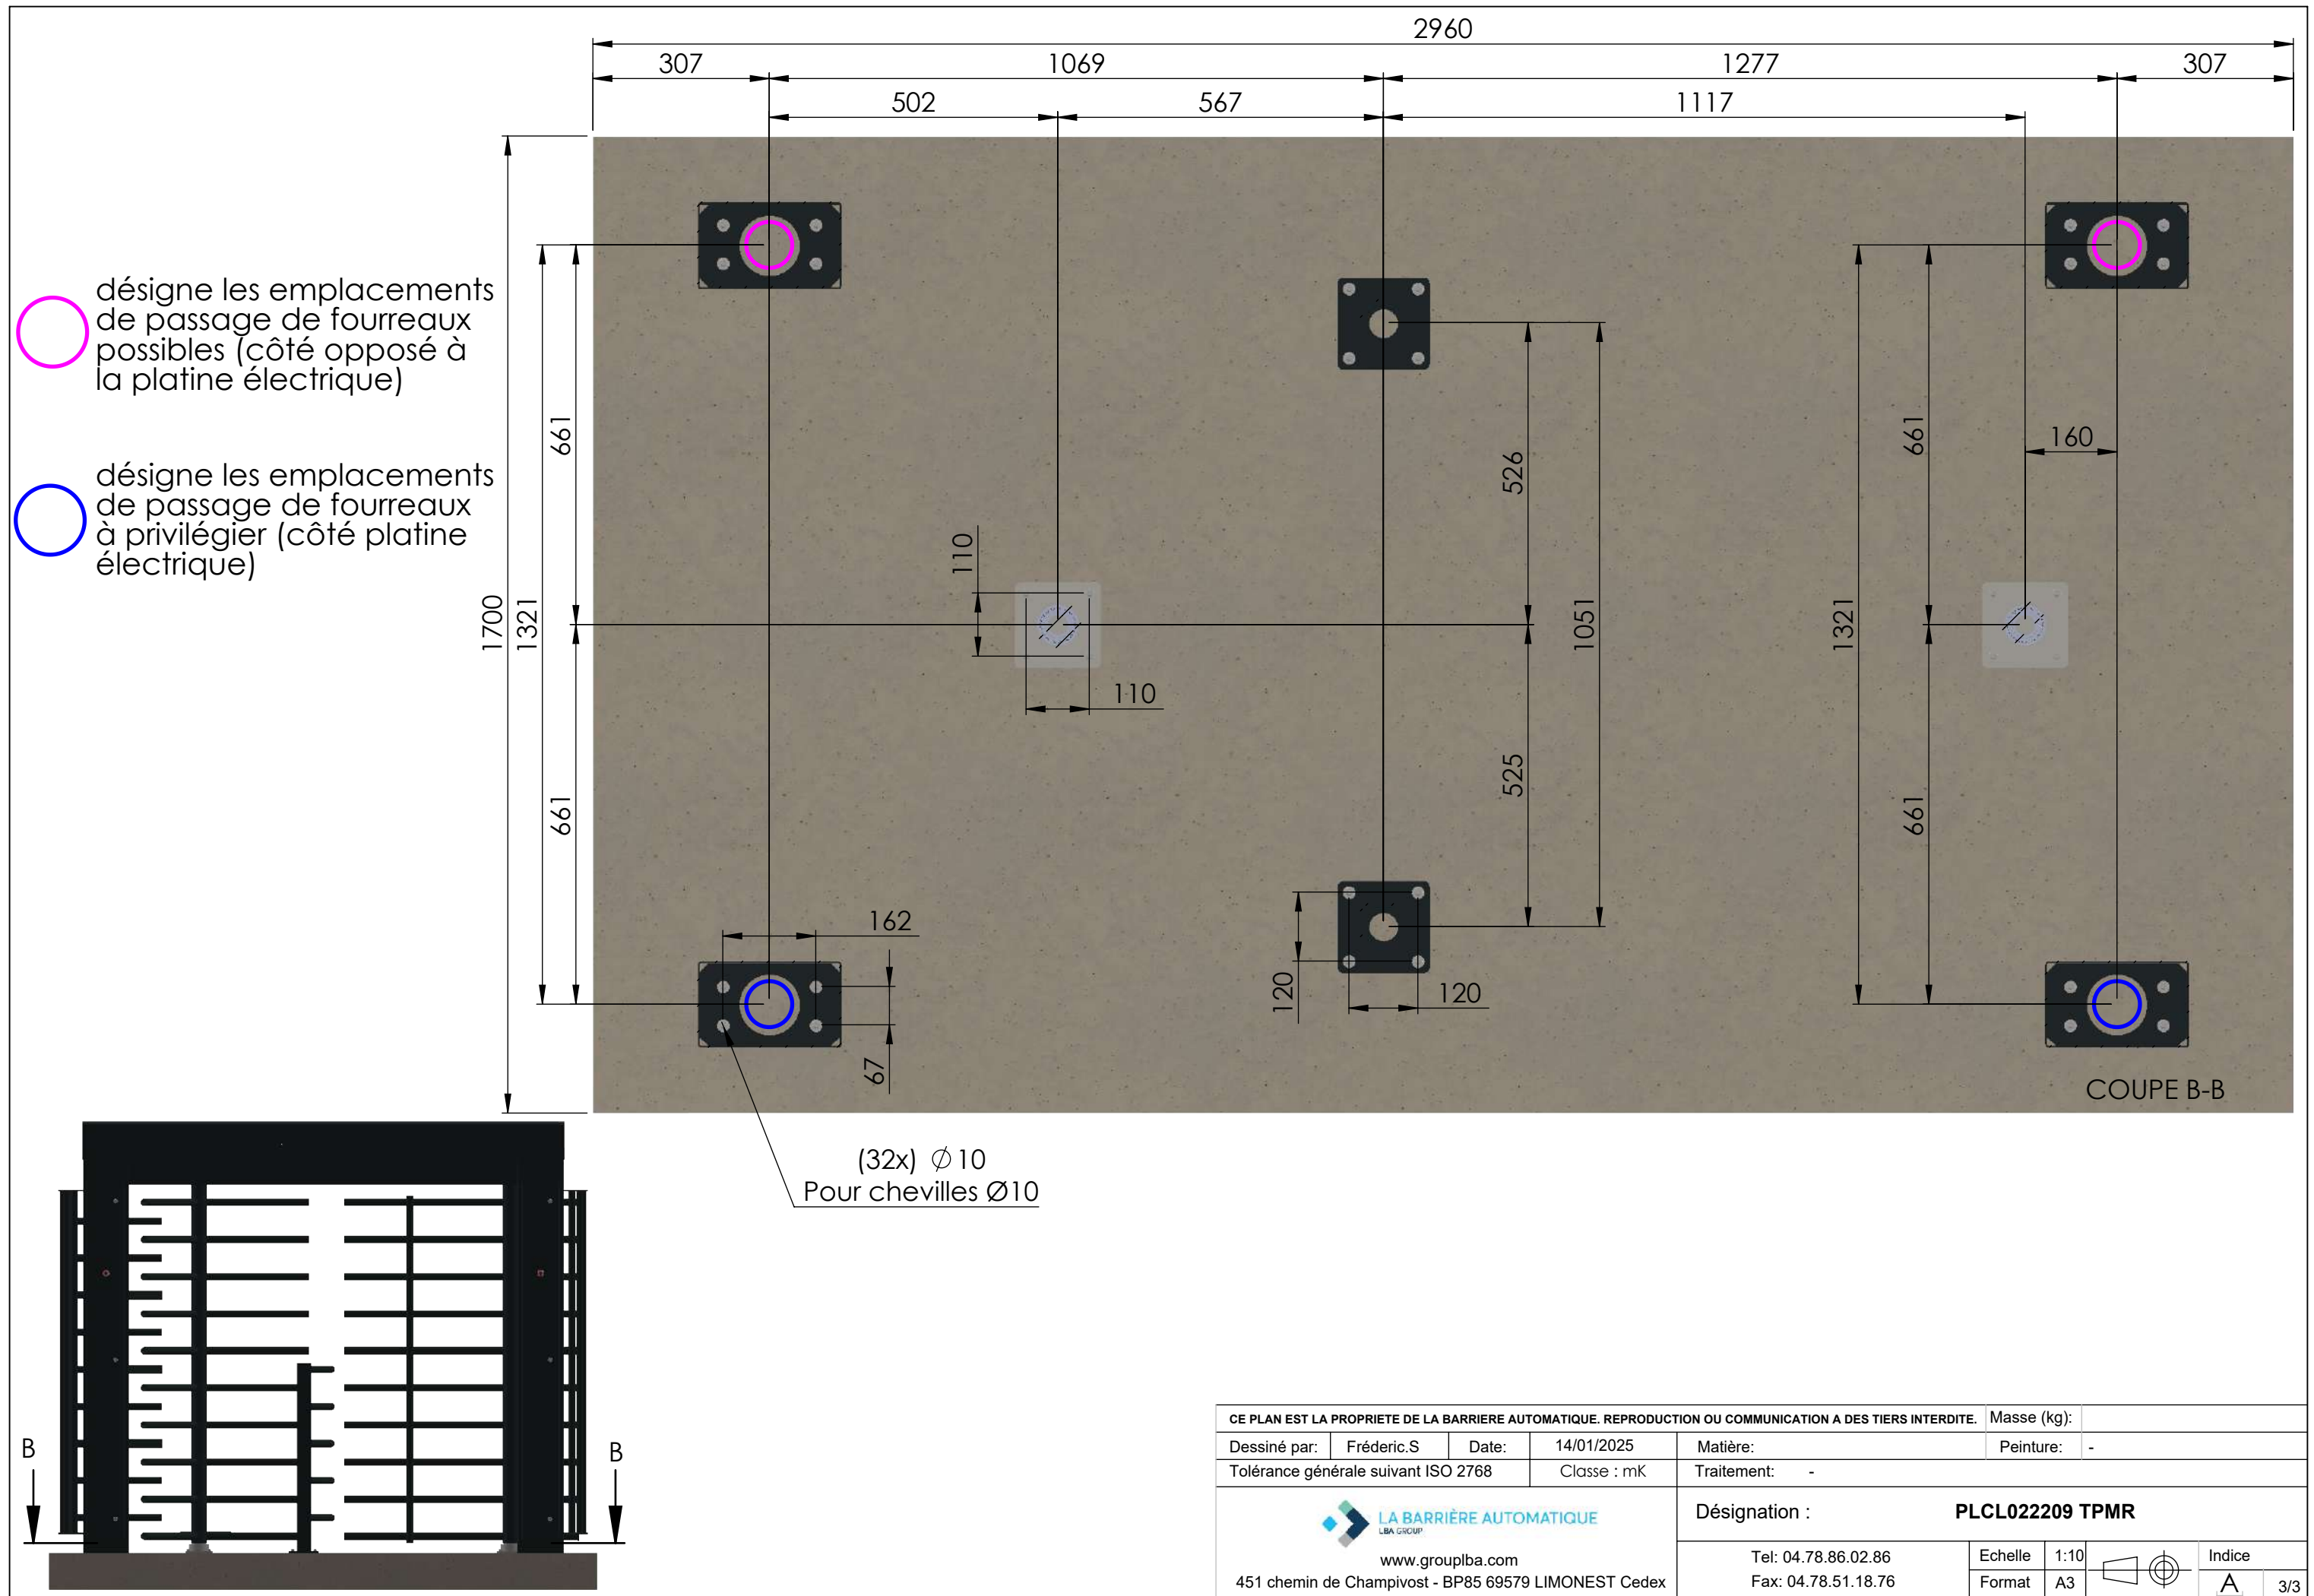 2960
307
1069
1277
307
502
567
1117
désigne les emplacements
de passage de fourreaux
possibles (côté opposé à
la platine électrique)
désigne les emplacements
de passage de fourreaux
à privilégier (côté platine
électrique)
1700
1321
661
661
110
110
526
525
1051
1321
661
661
160
162
67
120
120
COUPE B-B
(32x) ∅10
Pour chevilles Ø10
B
B
CE PLAN EST LA PROPRIETE DE LA BARRIERE AUTOMATIQUE. REPRODUCTION OU COMMUNICATION A DES TIERS INTERDITE.
Masse (kg):
Dessiné par:
Fréderic.S
Date:
14/01/2025
Matière:
Peinture:
-
Tolérance générale suivant ISO 2768
Classe : mK
Traitement:
-
LA BARRIÈRE AUTOMATIQUE
LBA GROUP
www.grouplba.com
451 chemin de Champivost - BP85 69579 LIMONEST Cedex
Désignation :
PLCL022209 TPMR
Tel: 04.78.86.02.86
Fax: 04.78.51.18.76
Echelle
1:10
Format
A3
Indice
A
3/3